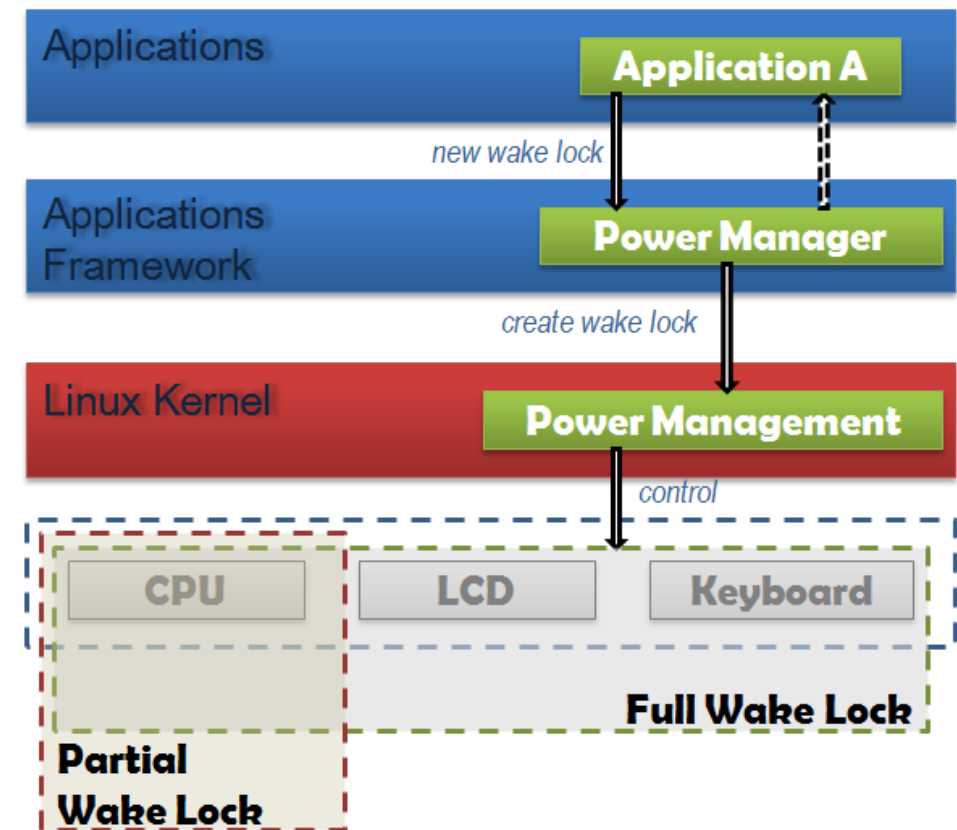 Applications
Application A
new wake lock
Applications
Framework
Power Manager
create wake lock
Linux Kernel
Power Management
control
CPU
LCD
Keyboard
Full Wake Lock
Partial
Wake Lock